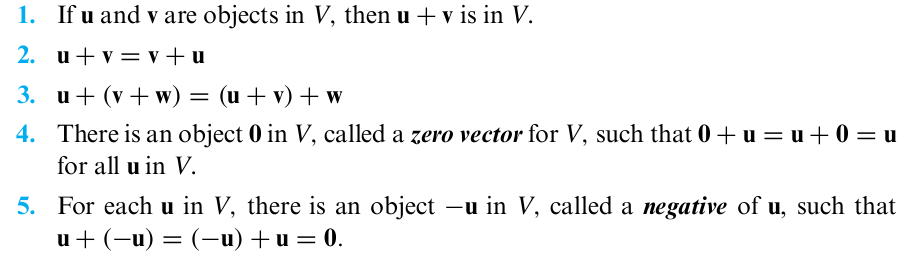 1. If u and v are objects in V, then u + v is in V.
2. u + v = v + u
3. u + (v + w) = (u + v) + w
4. There is an object 0 in V, called a zero vector for V, such that 0 + u = u + 0 = u
for all u in V.
5. For each u in V, there is an object −u in V, called a negative of u, such that
u + (−u) = (−u) + u = 0.